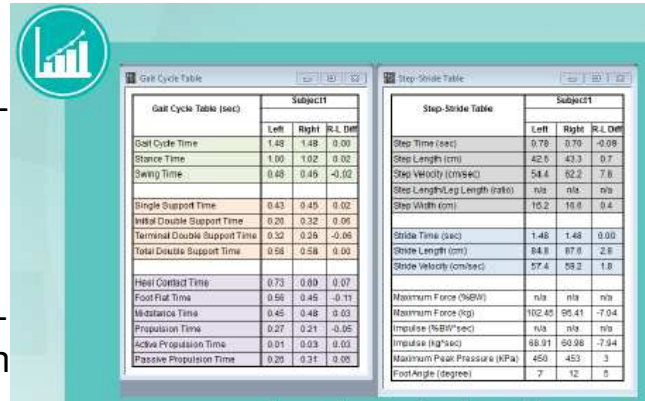 Gait Cycle Table
Gait Cycle Table (sec) Subject1
Left Right R-L Diff
Gait Cycle Time 1.48 1.48 0.00
Stance Time 1.00 1.02 0.02
Swing Time 0.48 0.46 -0.02
Single Support Time 0.43 0.45 0.02
Initial Double Support Time 0.26 0.32 0.06
Terminal Double Support Time 0.32 0.26 -0.06
Total Double Support Time 0.58 0.58 0.00
Heel Contact Time 0.73 0.80 0.07
Foot Flat Time 0.56 0.45 -0.11
Midstance Time 0.45 0.48 0.03
Propulsion Time 0.27 0.21 -0.05
Active Propulsion Time 0.01 0.03 0.03
Passive Propulsion Time 0.26 0.31 0.05
Step-Stride Table
Step-Stride Table Subject1
Left Right R-L Diff
Step Time (sec) 0.78 0.70 -0.09
Step Length (cm) 42.5 43.3 0.7
Step Velocity (cm/sec) 54.4 62.2 7.8
Step Length/Leg Length (ratio) n/a n/a n/a
Step Width (cm) 16.2 16.6 0.4
Stride Time (sec) 1.48 1.48 0.00
Stride Length (cm) 84.8 87.6 2.8
Stride Velocity (cm/sec) 57.4 59.2 1.8
Maximum Force (%BW) n/a n/a n/a
Maximum Force (kg) 102.45 95.41 -7.04
Impulse (%BW*sec) n/a n/a n/a
Impulse (kg*sec) 68.91 60.98 -7.94
Maximum Peak Pressure (KPa) 450 453 3
Foot Angle (degree) 7 12 5